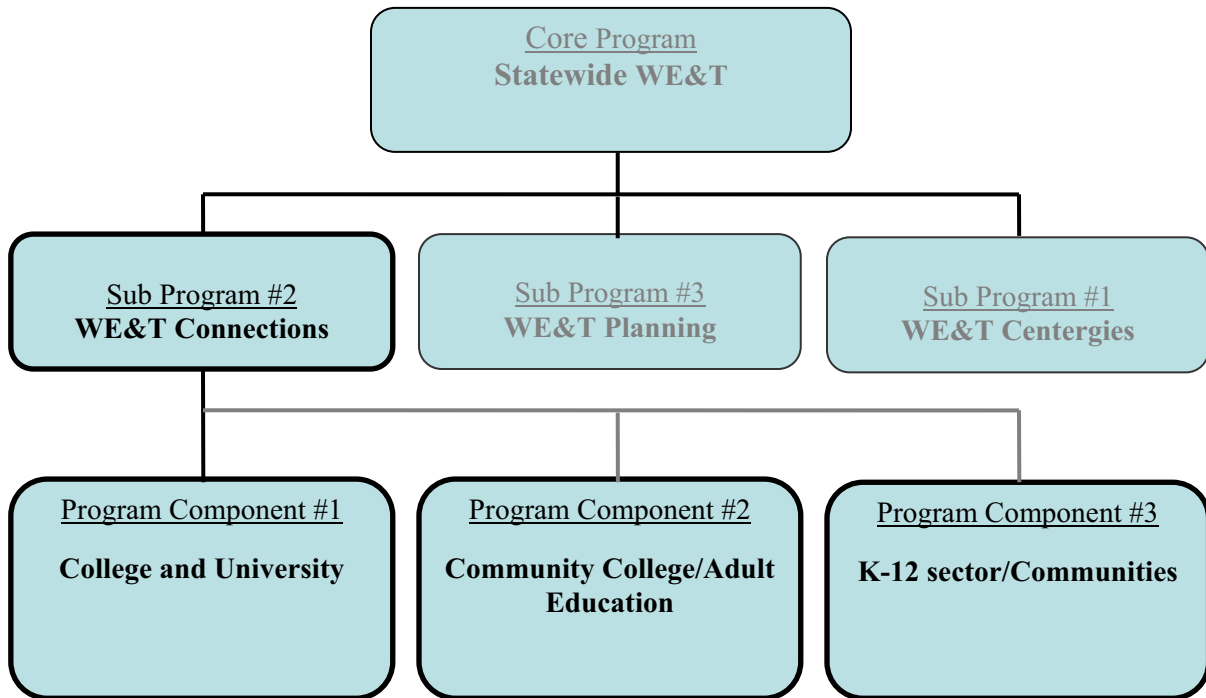 Core Program
Statewide WE&T
Sub Program #2
WE&T Connections
Sub Program #3
WE&T Planning
Sub Program #1
WE&T Centergies
Program Component #1
College and University
Program Component #2
Community College/Adult
Education
Program Component #3
K-12 sector/Communities